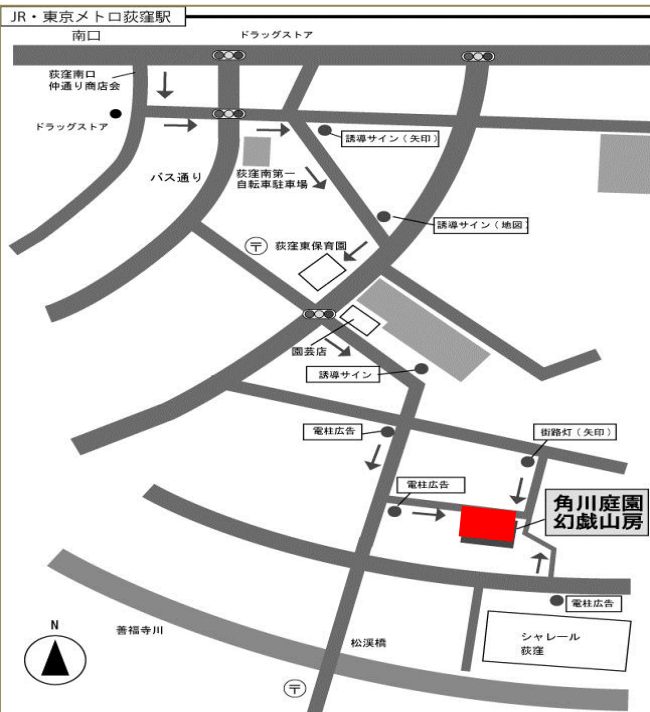 JR・東京メトロ荻窪駅
南口
ドラッグストア
荻窪南口
仲通り商店会
ドラッグストア
誘導サイン(矢印)
バス通り
荻窪南第一
自転車駐車場
誘導サイン(地図)
〒
荻窪東保育園
園芸店
誘導サイン
電柱広告
街路灯(矢印)
電柱広告
角川庭園
幻戯山房
電柱広告
N
善福寺川
松溪橋
シャレール
荻窪
〒